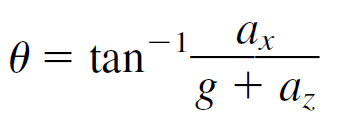 θ = tan⁻¹ aₓ / (g + a_z)